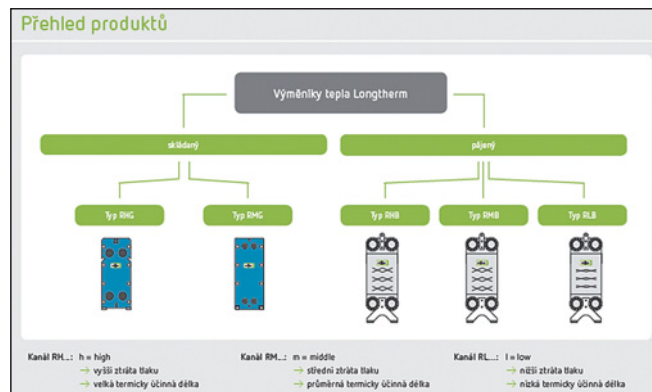 Přehled produktů
Výměníky tepla Longtherm
skládaný
pájený
Typ RHG
Typ RMG
Typ RHB
Typ RMB
Typ RLB
Kanál RH...: h = high
→ vyšší ztráta tlaku
→ velká termicky účinná délka
Kanál RM...: m = middle
→ střední ztráta tlaku
→ průměrná termicky účinná délka
Kanál RL...: l = low
→ nižší ztráta tlaku
→ nízká termicky účinná délka